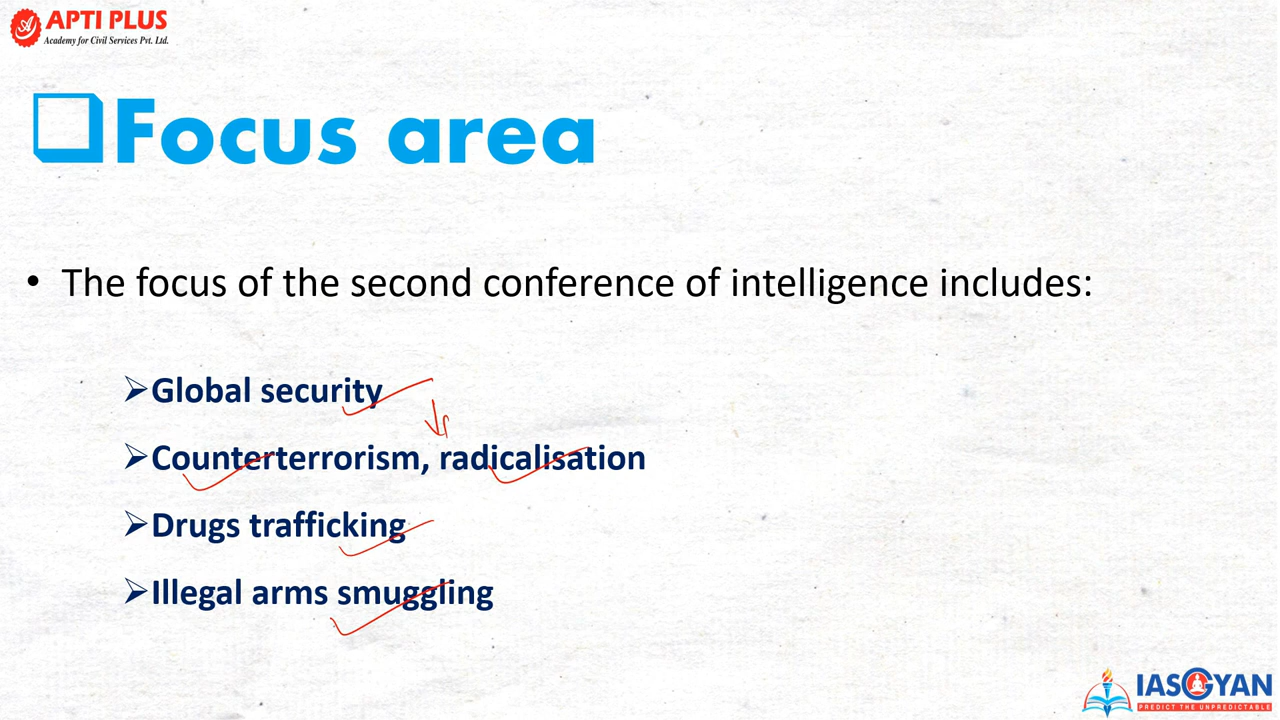 APTI PLUS
Academy for Civil Services Pvt. Ltd.
Focus area
• The focus of the second conference of intelligence includes:
➢Global security
➢Counterterrorism, radicalisation
➢Drugs trafficking
➢Illegal arms smuggling
IASGYAN
PREDICT THE UNPREDICTABLE